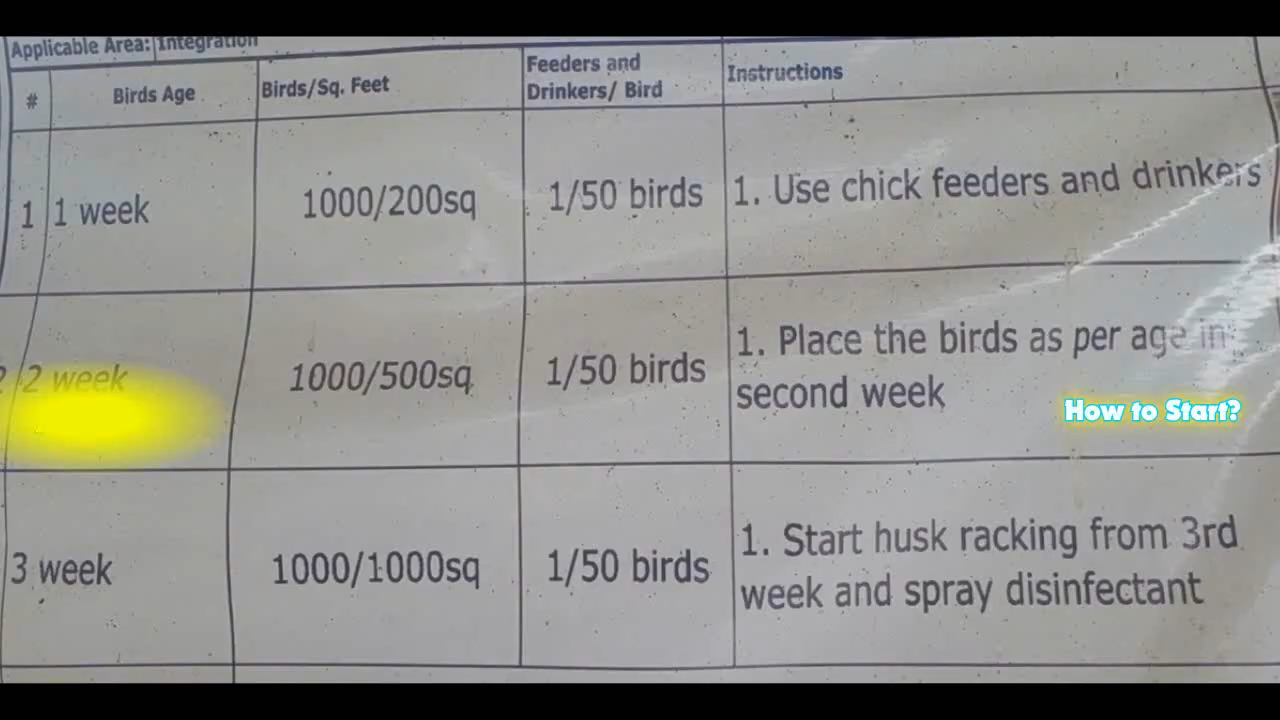 Applicable Area: Integration
# Birds Age Birds/Sq. Feet Feeders and Drinkers/ Bird Instructions
1 1 week 1000/200sq 1/50 birds 1. Use chick feeders and drinkers
2 week 1000/500sq 1/50 birds 1. Place the birds as per age in
second week
How to Start?
3 week 1000/1000sq 1/50 birds 1. Start husk racking from 3rd
week and spray disinfectant